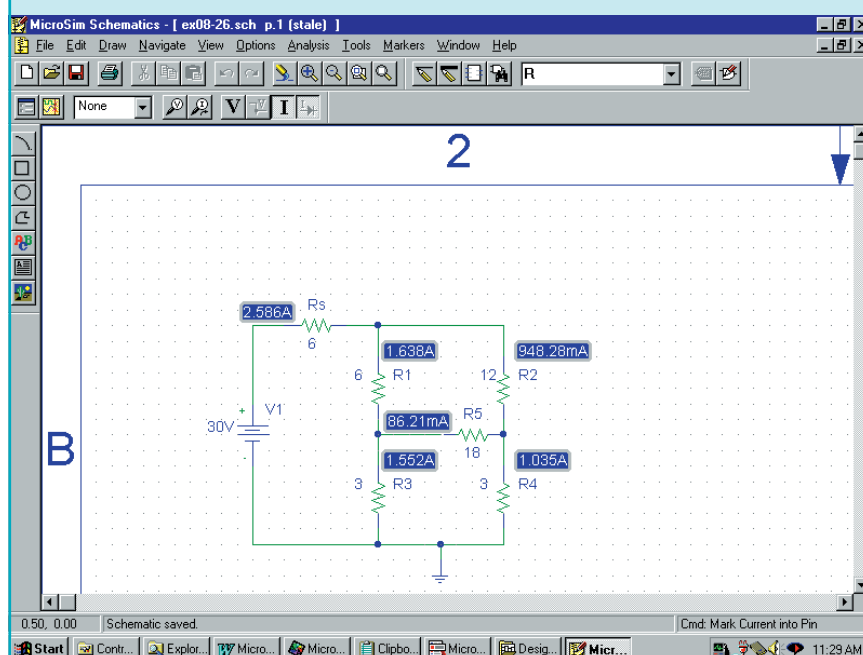 MicroSim Schematics - [ ex08-26.sch p.1 (stale) ]
File Edit Draw Navigate View Options Analysis Tools Markers Window Help
R
None V I
2
B
2.586A Rs
6
1.638A 948.28mA
6 R1 12 R2
+ V1
30V
86.21mA R5
18
-
1.552A 1.035A
3 R3 3 R4
0.50, 0.00 Schematic saved. Cmd: Mark Current into Pin
Start Contr... Explor... Micro... Micro... Clipbo... Micro... Desig... Micr... 11:29 AM